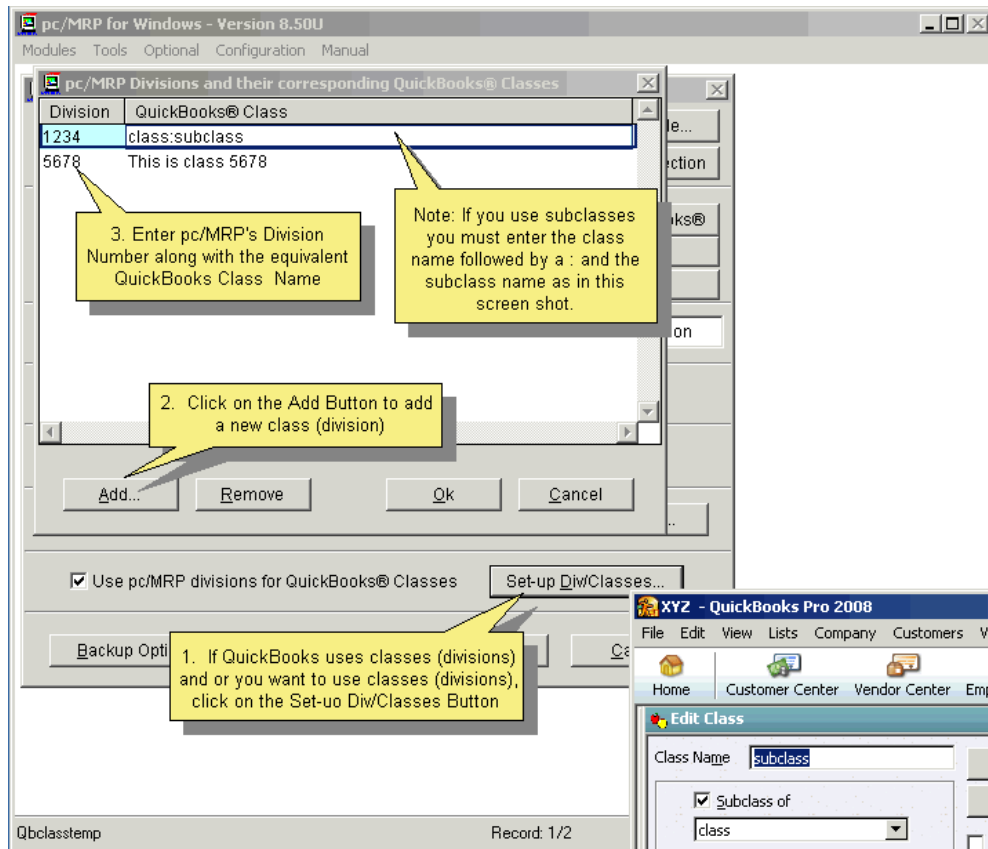 pc/MRP for Windows - Version 8.50U
Modules Tools Optional Configuration Manual
pc/MRP Divisions and their corresponding QuickBooks® Classes
Division QuickBooks® Class
1234 class:subclass
5678 This is class 5678
le...
ction
ks®
on
3. Enter pc/MRP's Division
Number along with the equivalent
QuickBooks Class Name
Note: If you use subclasses
you must enter the class
name followed by a : and the
subclass name as in this
screen shot.
2. Click on the Add Button to add
a new class (division)
Add... Remove Ok Cancel
..
Use pc/MRP divisions for QuickBooks® Classes Set-up Div/Classes...
Backup Opti Ca
1. If QuickBooks uses classes (divisions)
and or you want to use classes (divisions),
click on the Set-uo Div/Classes Button
XYZ - QuickBooks Pro 2008
File Edit View Lists Company Customers V
Home Customer Center Vendor Center Emp
Edit Class
Class Name subclass
Subclass of
class
Qbclasstemp Record: 1/2